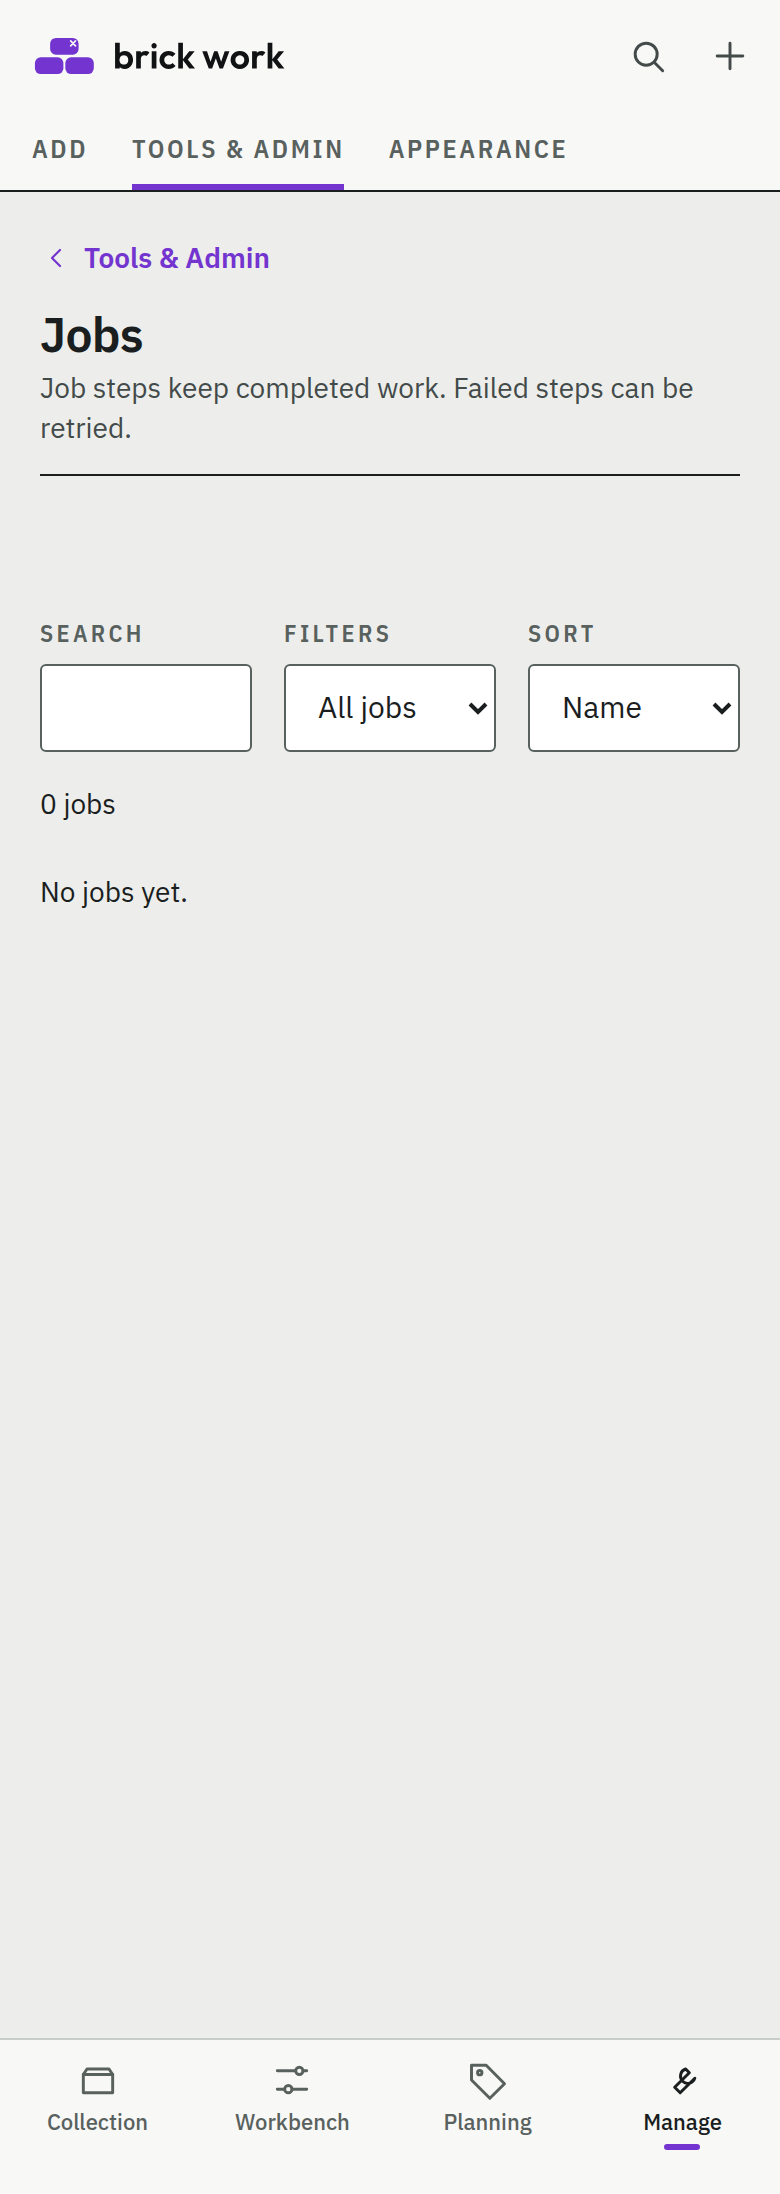 brick work
ADD TOOLS & ADMIN APPEARANCE
Tools & Admin
Jobs
Job steps keep completed work. Failed steps can be
retried.
SEARCH FILTERS SORT
All jobs Name
0 jobs
No jobs yet.
Collection Workbench Planning Manage